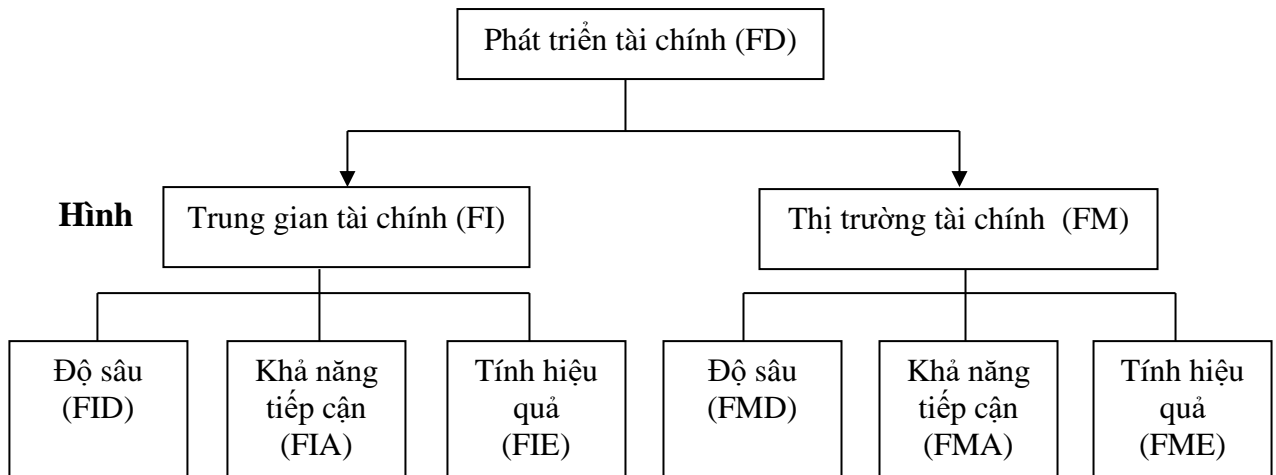 Phát triển tài chính (FD)
Hình
Trung gian tài chính (FI)
Thị trường tài chính (FM)
Độ sâu
(FID)
Khả năng
tiếp cận
(FIA)
Tính hiệu
quả
(FIE)
Độ sâu
(FMD)
Khả năng
tiếp cận
(FMA)
Tính hiệu
quả
(FME)